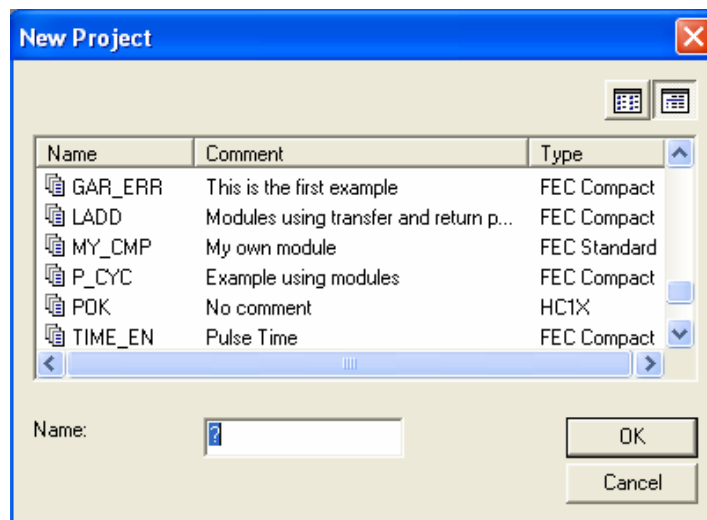 New Project
Name Comment Type
GAR_ERR This is the first example FEC Compact
LADD Modules using transfer and return p... FEC Compact
MY_CMP My own module FEC Standard
P_CYC Example using modules FEC Compact
POK No comment HC1X
TIME_EN Pulse Time FEC Compact
Name: ? OK
Cancel